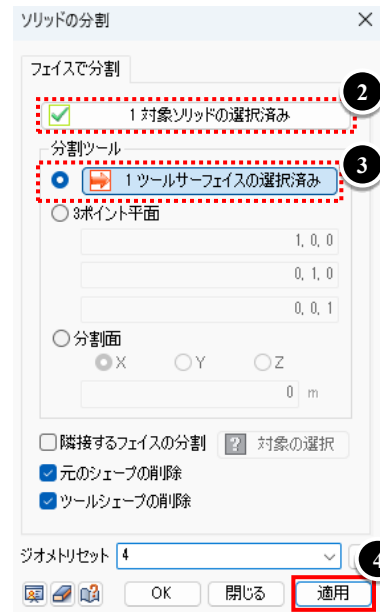 ソリッドの分割
フェイスで分割
2
1 対象ソリッドの選択済み
分割ツール
3
1 ツールサーフェイスの選択済み
3ポイント平面
1, 0, 0
0, 1, 0
0, 0, 1
分割面
X Y Z
0 m
隣接するフェイスの分割 ? 対象の選択
元のシェープの削除
ツールシェープの削除
ジオメトリセット 4
4
OK 閉じる 適用